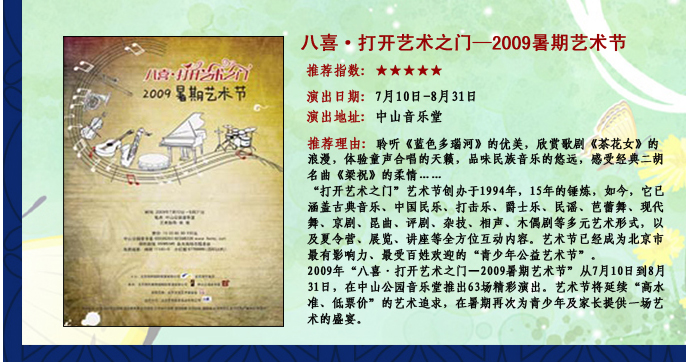 八喜·打开艺术之门—2009暑期艺术节
推荐指数：★★★★★
演出日期：7月10日-8月31日
演出地址：中山音乐堂
推荐理由：聆听《蓝色多瑙河》的优美，欣赏歌剧《茶花女》的
浪漫，体验童声合唱的天籁，品味民族音乐的悠远，感受经典二胡
名曲《梁祝》的柔情……
“打开艺术之门”艺术节创办于1994年，15年的锤炼，如今，它已
涵盖古典音乐、中国民乐、打击乐、爵士乐、民谣、芭蕾舞、现代
舞、京剧、昆曲、评剧、杂技、相声、木偶剧等多元艺术形式，以
及夏令营、展览、讲座等全方位互动内容。艺术节已经成为北京市
最有影响力、最受百姓欢迎的“青少年公益艺术节”。
2009年“八喜·打开艺术之门—2009暑期艺术节”从7月10日到8月
31日，在中山公园音乐堂推出63场精彩演出。艺术节将延续“高水
准、低票价”的艺术追求，在暑期再次为青少年及家长提供一场艺
术的盛宴。
八喜·打开艺术之门
2009暑期艺术节